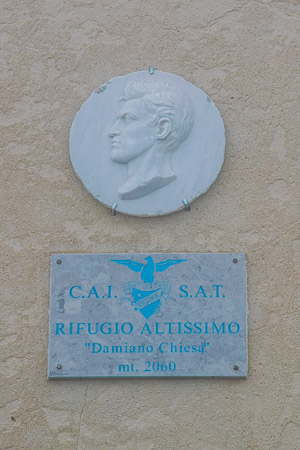 C.A.I. S.A.T.
RIFUGIO ALTISSIMO
"Damiano Chiesa"
mt. 2060